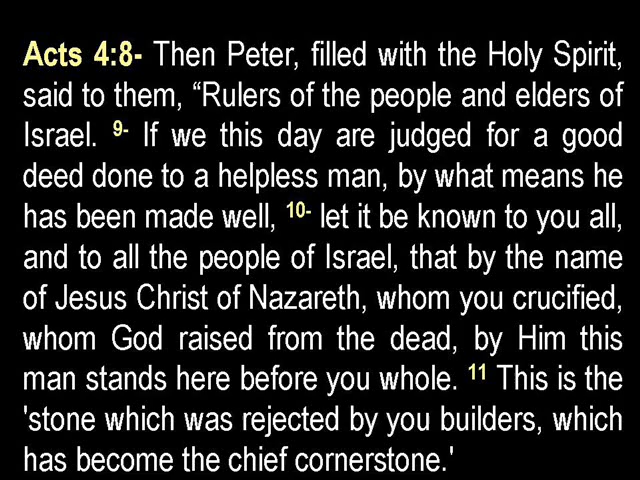 Acts 4:8- Then Peter, filled with the Holy Spirit,
said to them, “Rulers of the people and elders of
Israel. 9- If we this day are judged for a good
deed done to a helpless man, by what means he
has been made well, 10- let it be known to you all,
and to all the people of Israel, that by the name
of Jesus Christ of Nazareth, whom you crucified,
whom God raised from the dead, by Him this
man stands here before you whole. 11 This is the
'stone which was rejected by you builders, which
has become the chief cornerstone.'